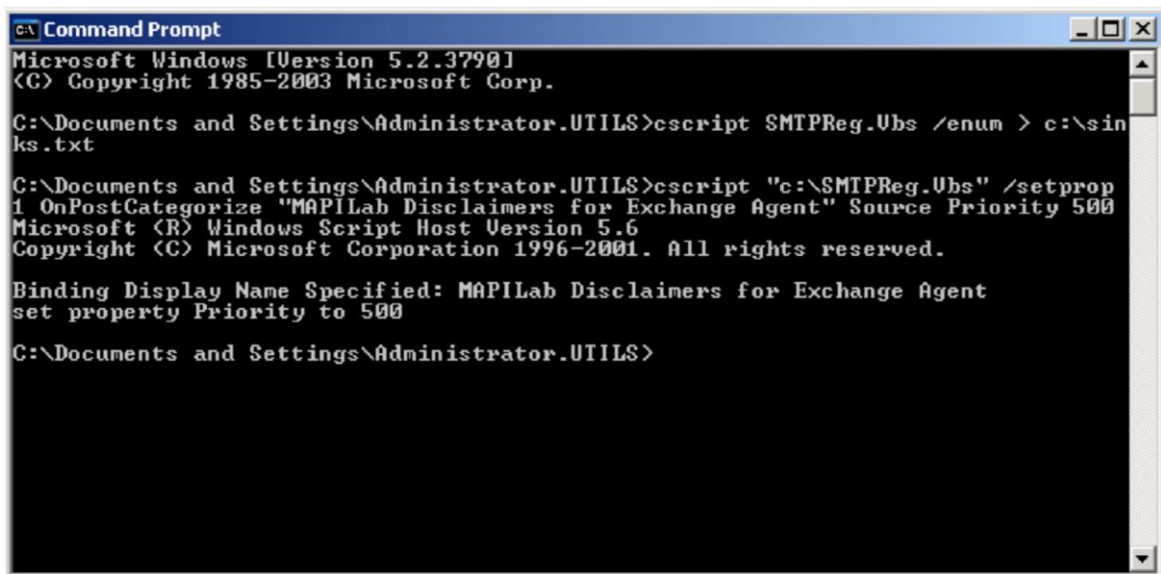 Command Prompt
Microsoft Windows [Version 5.2.3790]
(C) Copyright 1985-2003 Microsoft Corp.
C:\Documents and Settings\Administrator.UTILS>cscript SMTPReg.Vbs /enum > c:\sin
ks.txt
C:\Documents and Settings\Administrator.UTILS>cscript "c:\SMTPReg.Vbs" /setprop
1 OnPostCategorize "MAPILab Disclaimers for Exchange Agent" Source Priority 500
Microsoft (R) Windows Script Host Version 5.6
Copyright (C) Microsoft Corporation 1996-2001. All rights reserved.
Binding Display Name Specified: MAPILab Disclaimers for Exchange Agent
set property Priority to 500
C:\Documents and Settings\Administrator.UTILS>